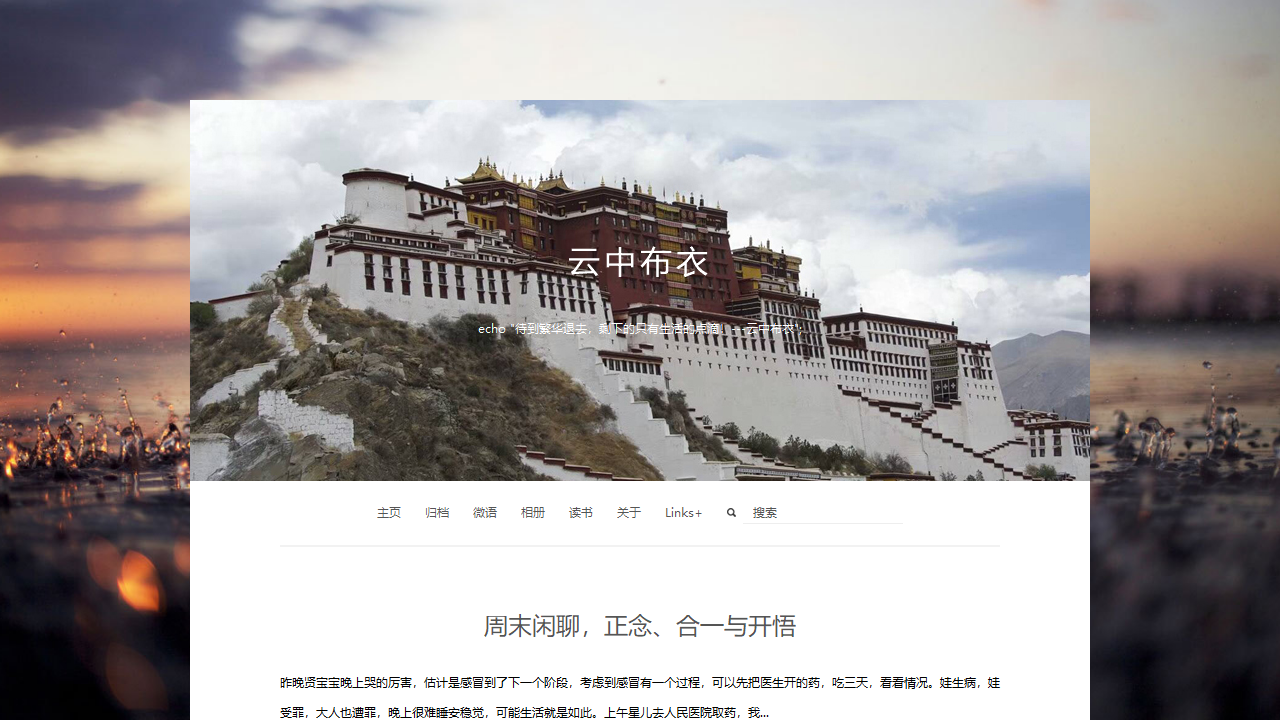 云中布衣
echo "待到繁华退去，剩下的只有生活的点滴！---云中布衣";
主页 归档 微语 相册 读书 关于 Links+ 搜索
周末闲聊，正念、合一与开悟
昨晚贤宝宝晚上哭的厉害，估计是感冒到了下一个阶段，考虑到感冒有一个过程，可以先把医生开的药，吃三天，看看情况。娃生病，娃
受罪，大人也遭罪，晚上很难睡安稳觉，可能生活就是如此。上午星儿去人民医院取药，我...